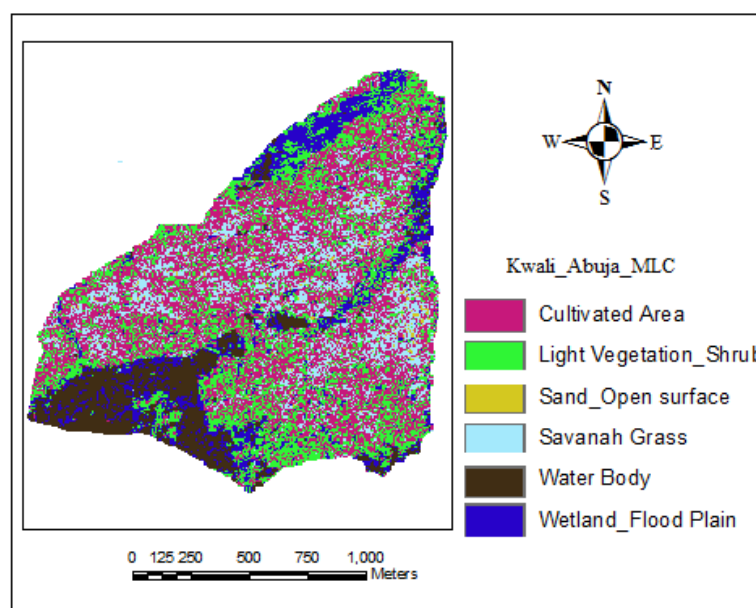 N
W E
S
Kwali_Abuja_MLC
Cultivated Area
Light Vegetation_Shrub
Sand_Open surface
Savanah Grass
Water Body
Wetland_Flood Plain
0 125 250 500 750 1,000
Meters